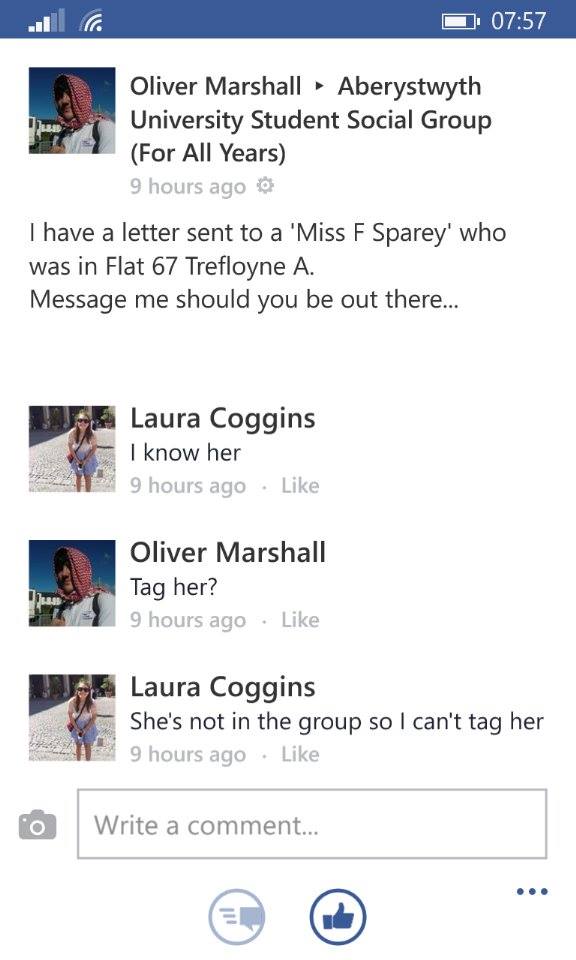 07:57
Oliver Marshall ▸ Aberystwyth
University Student Social Group
(For All Years)
9 hours ago
I have a letter sent to a 'Miss F Sparey' who
was in Flat 67 Trefloyne A.
Message me should you be out there...
Laura Coggins
I know her
9 hours ago · Like
Oliver Marshall
Tag her?
9 hours ago · Like
Laura Coggins
She's not in the group so I can't tag her
9 hours ago · Like
Write a comment...